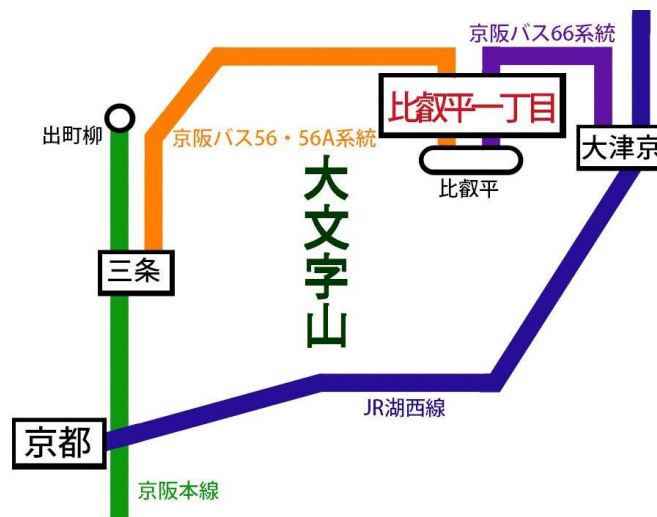 京阪バス66系統
比叡平一丁目
出町柳
京阪バス56・56A系統
大津京
比叡平
大文字山
三条
JR湖西線
京都
京阪本線